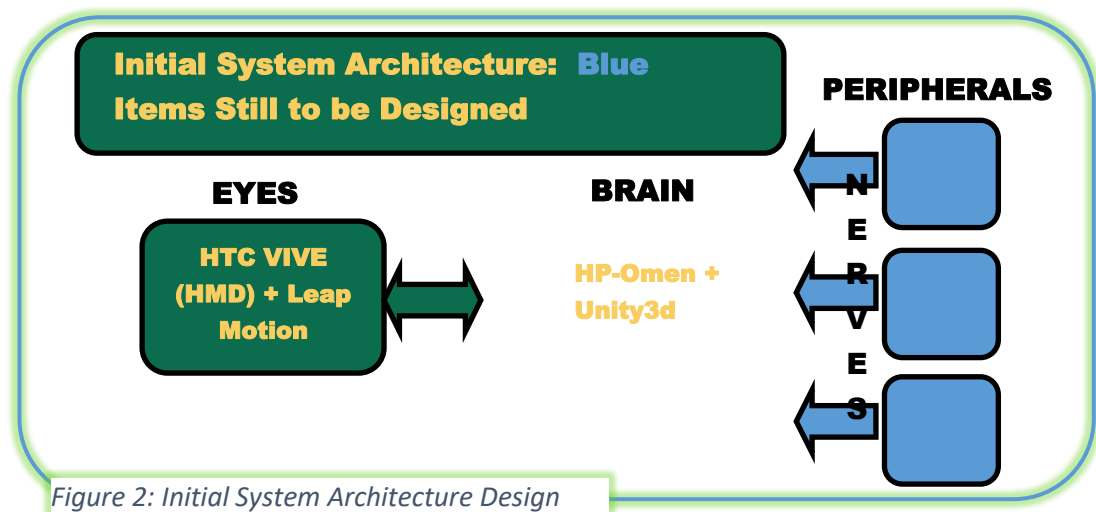 Initial System Architecture: Blue
Items Still to be Designed
PERIPHERALS
EYES
BRAIN
HTC VIVE
(HMD) + Leap
Motion
HP-Omen +
Unity3d
N
E
R
V
E
S
Figure 2: Initial System Architecture Design